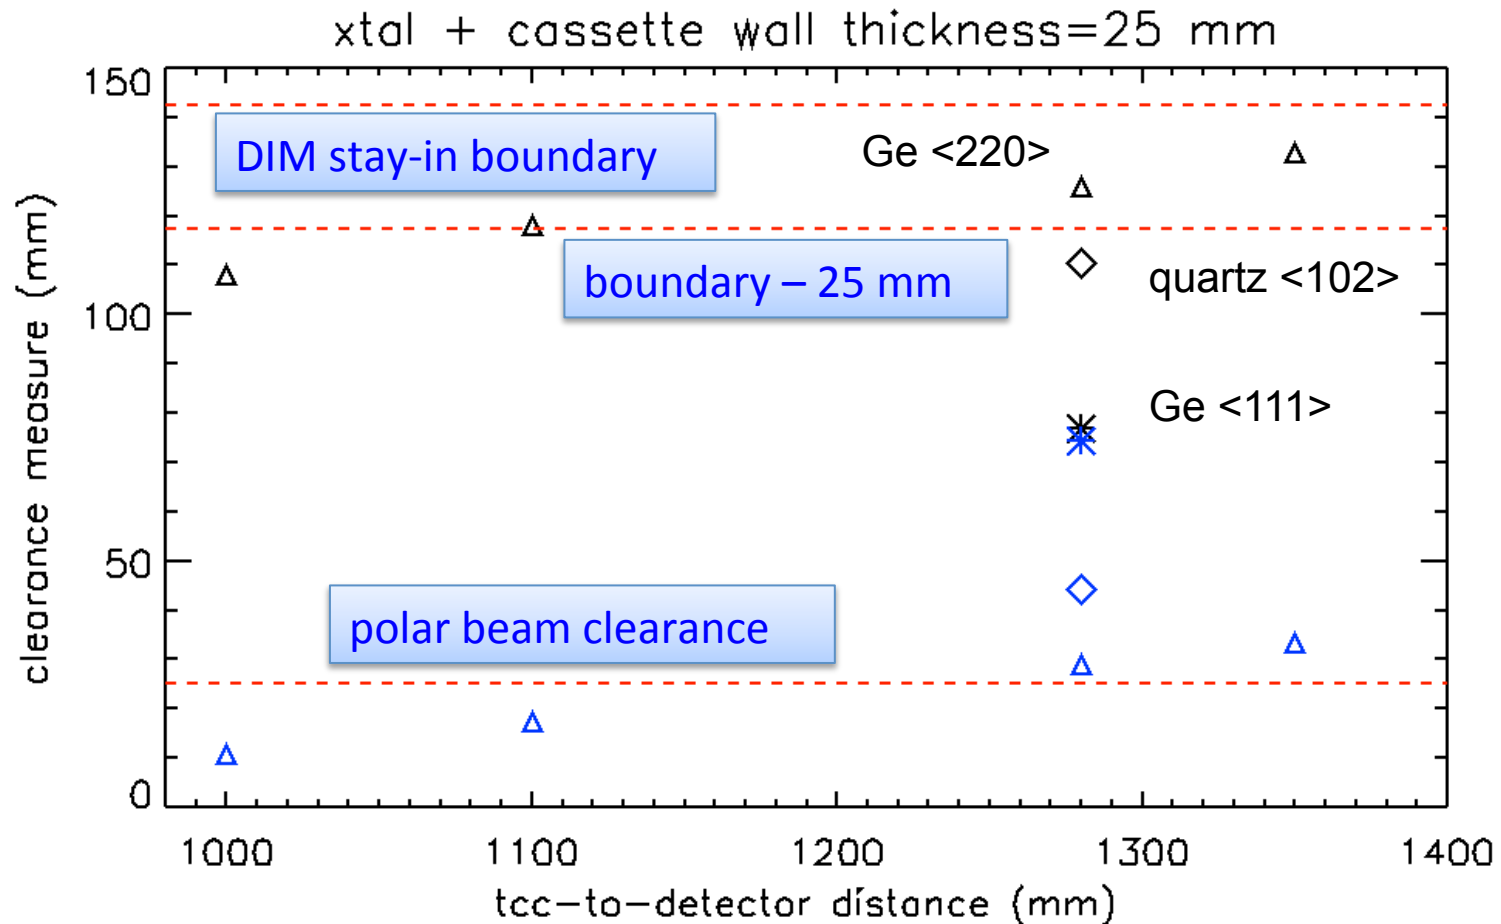 xtal + cassette wall thickness=25 mm
150
DIM stay-in boundary
Ge <220>
boundary – 25 mm
quartz <102>
100
Ge <111>
clearance measure (mm)
50
polar beam clearance
0
1000 1100 1200 1300 1400
tcc-to-detector distance (mm)